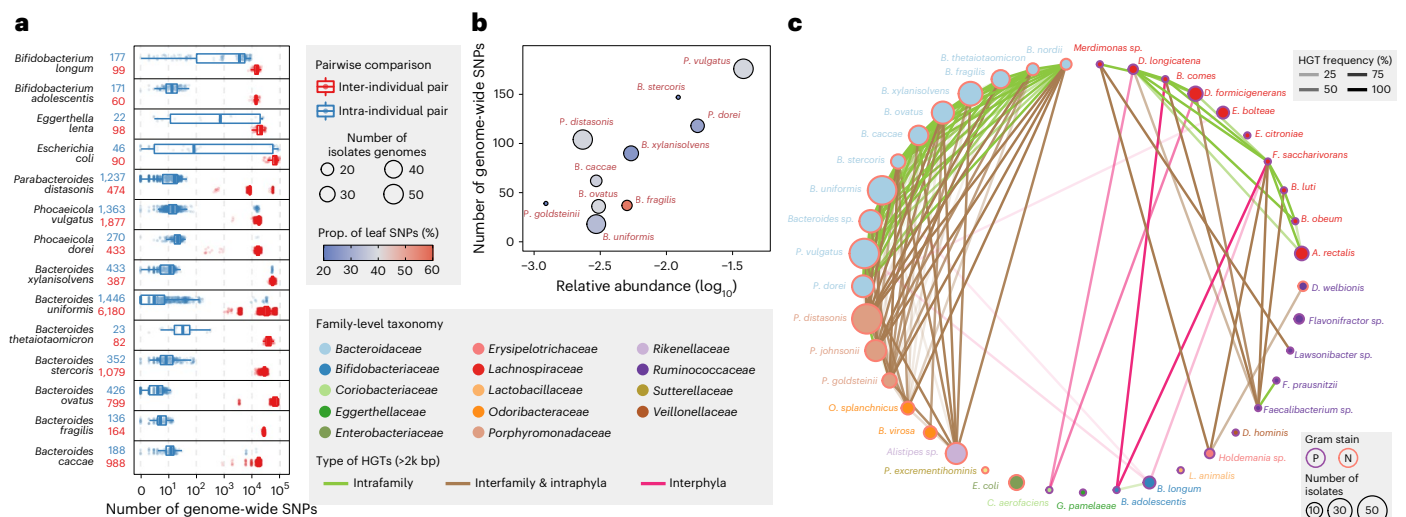 a
Bifidobacterium longum 177 99
Bifidobacterium adolescentis 171 60
Eggerthella lenta 22 98
Escherichia coli 46 90
Parabacteroides distasonis 1,237 474
Phocaeicola vulgatus 1,363 1,877
Phocaeicola dorei 270 433
Bacteroides xylanisolvens 433 387
Bacteroides uniformis 1,446 6,180
Bacteroides thetaiotaomicron 23 82
Bacteroides stercoris 352 1,079
Bacteroides ovatus 426 799
Bacteroides fragilis 136 164
Bacteroides caccae 188 988
0 10¹ 10² 10³ 10⁴ 10⁵
Number of genome-wide SNPs
Pairwise comparison
Inter-individual pair
Intra-individual pair
Number of
isolates genomes
20 40
30 50
Prop. of leaf SNPs (%)
20 40 60
b
Number of genome-wide SNPs
150
100
50
0
P. vulgatus
B. stercoris
P. dorei
P. distasonis
B. xylanisolvens
B. caccae
B. ovatus
B. fragilis
P. goldsteinii
B. uniformis
−3.0 −2.5 −2.0 −1.5
Relative abundance (log₁₀)
Family-level taxonomy
Bacteroidaceae
Bifidobacteriaceae
Coriobacteriaceae
Eggerthellaceae
Enterobacteriaceae
Erysipelotrichaceae
Lachnospiraceae
Lactobacillaceae
Odoribacteraceae
Porphyromonadaceae
Rikenellaceae
Ruminococcaceae
Sutterellaceae
Veillonellaceae
Type of HGTs (>2k bp)
Intrafamily Interfamily & intraphyla Interphyla
c
B. nordii
B. thetaiotaomicron
B. fragilis
B. xylanisolvens
B. ovatus
B. caccae
B. stercoris
B. uniformis
Bacteroides sp.
P. vulgatus
P. dorei
P. distasonis
P. johnsonii
P. goldsteinii
O. splanchnicus
B. virosa
Alistipes sp.
P. excrementihominis
E. coli
C. aerofaciens
G. pamelaeae
B. adolescentis
B. longum
L. animalis
Holdemania sp.
D. hominis
Faecalibacterium sp.
F. prausnitzii
Lawsonibacter sp.
Flavonifractor sp.
D. welbionis
A. rectalis
B. obeum
B. luti
F. saccharivorans
E. citroniae
E. bolteae
D. formicigenerans
B. comes
D. longicatena
Merdimonas sp.
HGT frequency (%)
25 75
50 100
Gram stain
P N
Number of
isolates
10 30 50